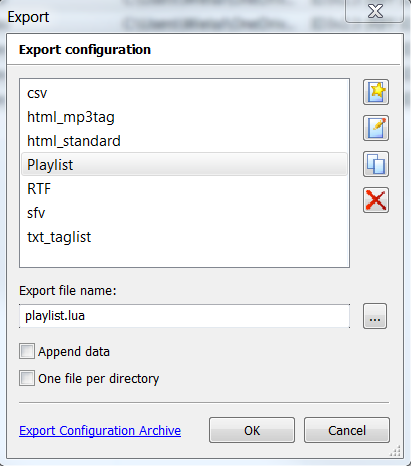 Export
Export configuration
csv
html_mp3tag
html_standard
Playlist
RTF
sfv
txt_taglist
Export file name:
playlist.lua
...
Append data
One file per directory
Export Configuration Archive
OK
Cancel